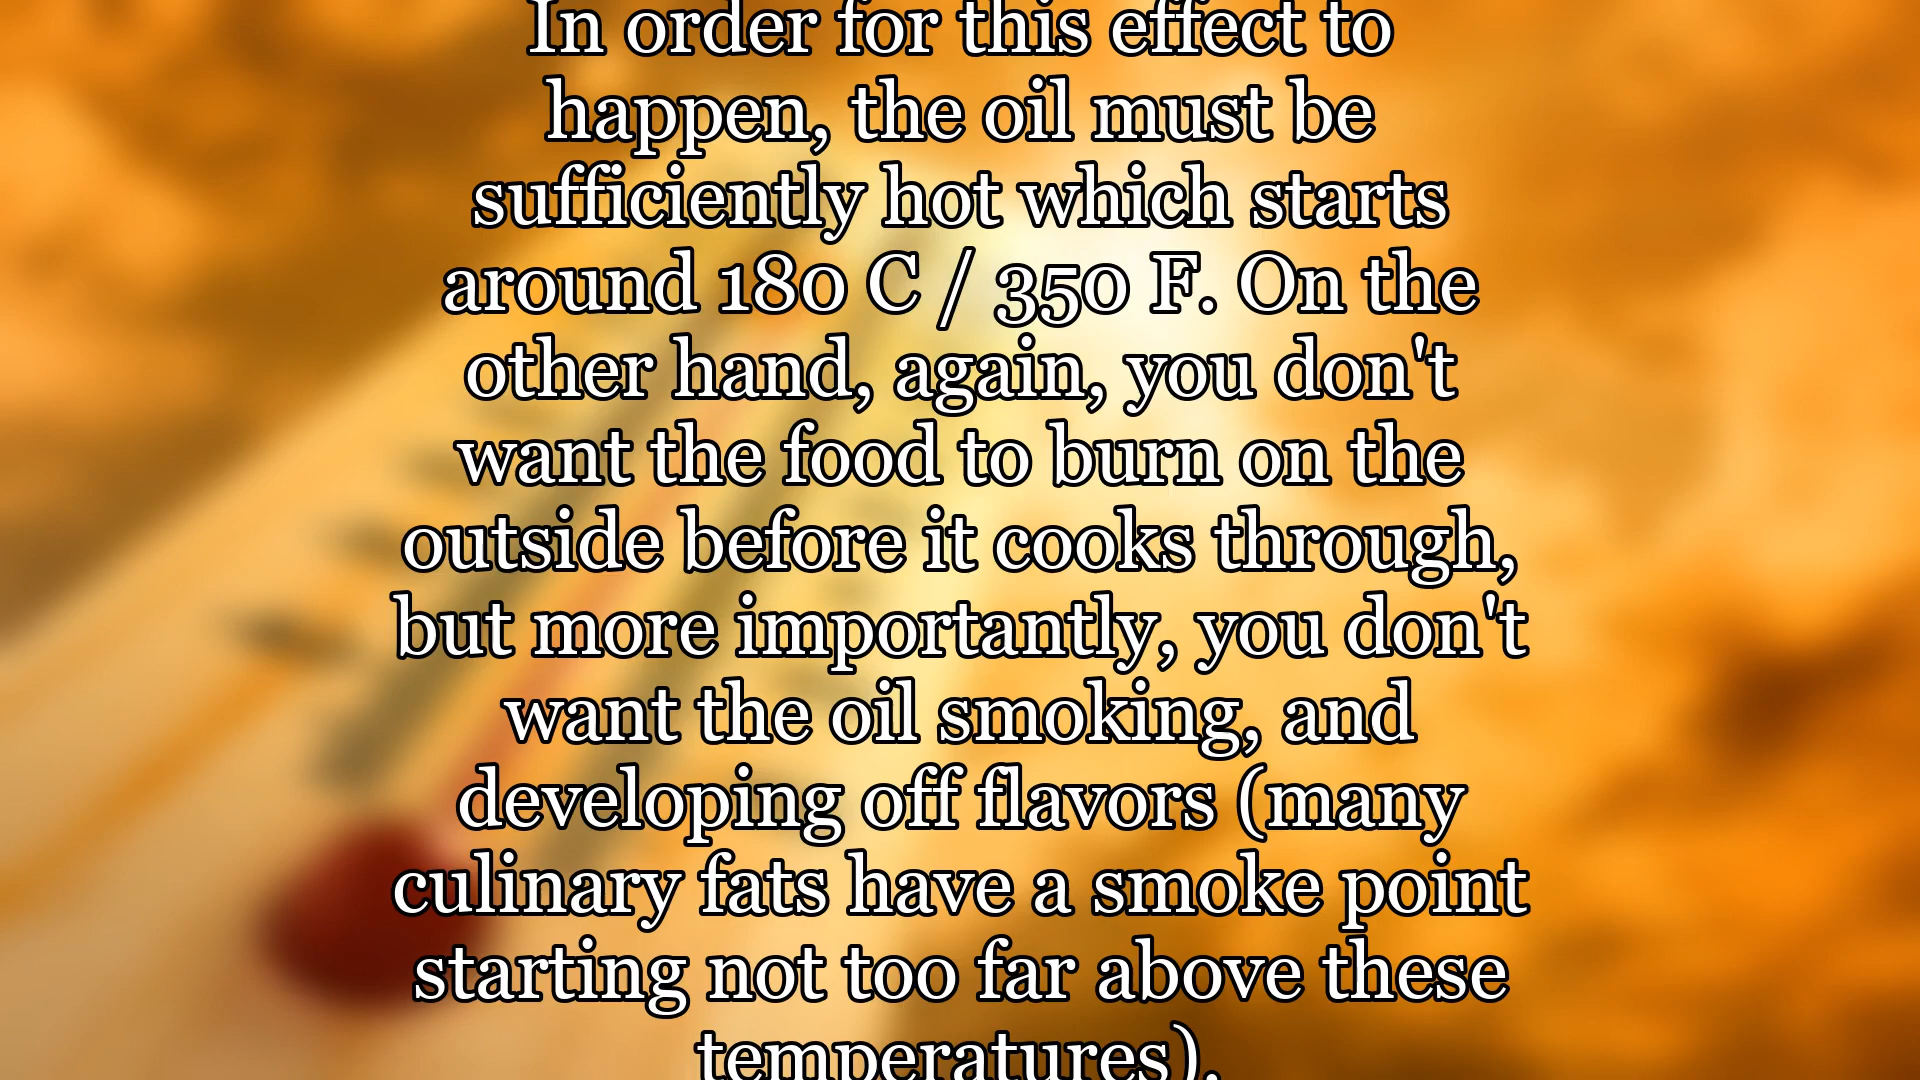 In order for this effect to
happen, the oil must be
sufficiently hot which starts
around 180 C / 350 F. On the
other hand, again, you don't
want the food to burn on the
outside before it cooks through,
but more importantly, you don't
want the oil smoking, and
developing off flavors (many
culinary fats have a smoke point
starting not too far above these
temperatures).